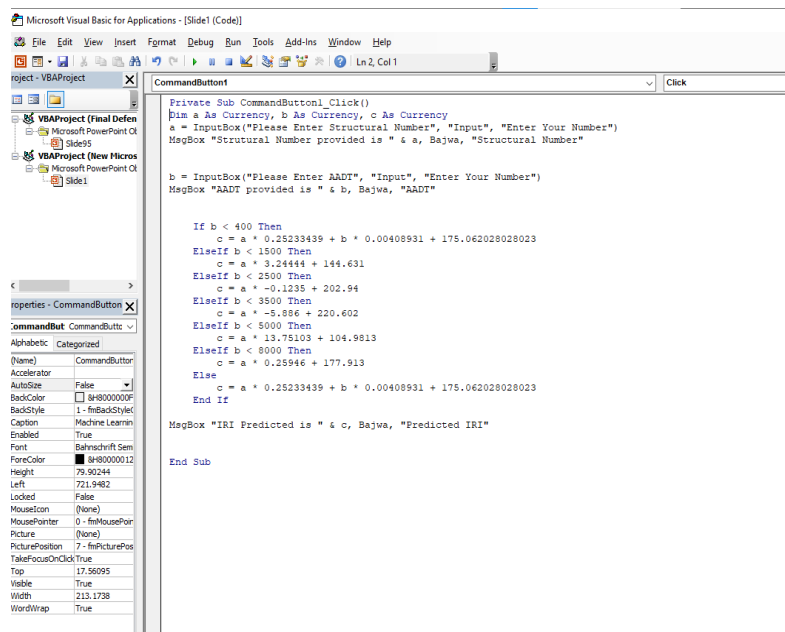 Microsoft Visual Basic for Applications - [Slide1 (Code)]
File Edit View Insert Format Debug Run Tools Add-Ins Window Help
Ln 2, Col 1
roject - VBAProject
CommandButton1 Click
VBAProject (Final Defen
Microsoft PowerPoint Ob
Slide95
VBAProject (New Micros
Microsoft PowerPoint Ob
Slide1
Private Sub CommandButton1_Click()
Dim a As Currency, b As Currency, c As Currency
a = InputBox("Please Enter Structural Number", "Input", "Enter Your Number")
MsgBox "Strutural Number provided is " & a, Bajwa, "Structural Number"
b = InputBox("Please Enter AADT", "Input", "Enter Your Number")
MsgBox "AADT provided is " & b, Bajwa, "AADT"
If b < 400 Then
c = a * 0.25233439 + b * 0.00408931 + 175.062028028023
ElseIf b < 1500 Then
c = a * 3.24444 + 144.631
ElseIf b < 2500 Then
c = a * -0.1235 + 202.94
ElseIf b < 3500 Then
c = a * -5.886 + 220.602
ElseIf b < 5000 Then
c = a * 13.75103 + 104.9813
ElseIf b < 8000 Then
c = a * 0.25946 + 177.913
Else
c = a * 0.25233439 + b * 0.00408931 + 175.062028028023
End If
MsgBox "IRI Predicted is " & c, Bajwa, "Predicted IRI"
End Sub
roperties - CommandButton
CommandBut CommandButtc
Alphabetic Categorized
(Name) CommandButton
Accelerator
AutoSize False
BackColor &H8000000F
BackStyle 1 - fmBackStyleO
Caption Machine Learnin
Enabled True
Font Bahnschrift Sem
ForeColor &H80000012
Height 79.90244
Left 721.9482
Locked False
MouseIcon (None)
MousePointer 0 - fmMousePoin
Picture (None)
PicturePosition 7 - fmPicturePos
TakeFocusOnClick True
Top 17.56095
Visible True
Width 213.1738
WordWrap True